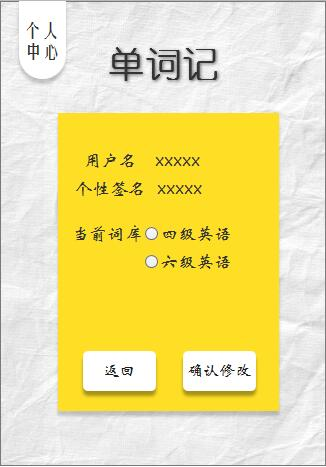 个人
中心
单词记
用户名 xxxxx
个性签名 xxxxx
当前词库 四级英语
六级英语
返回 确认修改